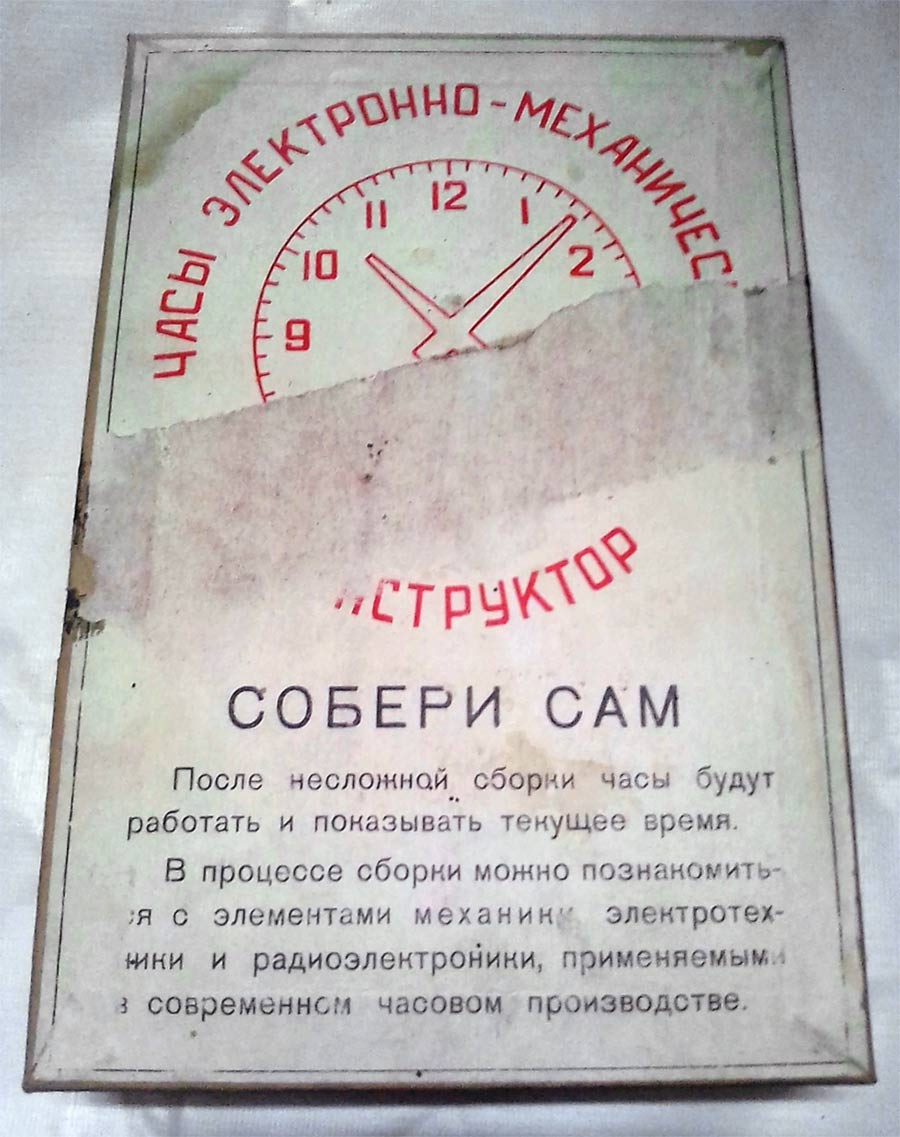 ЧАСЫ ЭЛЕКТРОННО-МЕХАНИЧЕС
12
11
1
10
2
9
СТРУКТОР
СОБЕРИ САМ
После несложной сборки часы будут
работать и показывать текущее время.
В процессе сборки можно познакомить-
ся с элементами механики электротех-
ники и радиоэлектроники, применяемыми
в современном часовом производстве.